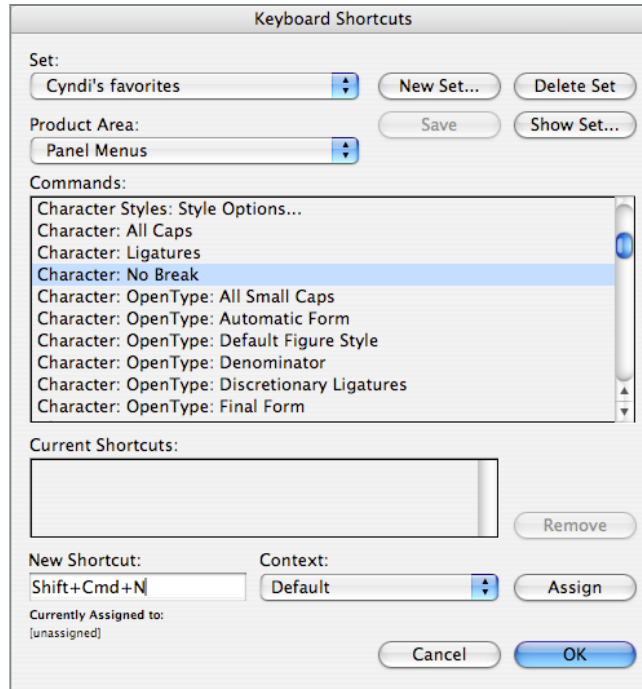 Keyboard Shortcuts
Set:
Cyndi's favorites
New Set...
Delete Set
Product Area:
Save
Show Set...
Panel Menus
Commands:
Character Styles: Style Options...
Character: All Caps
Character: Ligatures
Character: No Break
Character: OpenType: All Small Caps
Character: OpenType: Automatic Form
Character: OpenType: Default Figure Style
Character: OpenType: Denominator
Character: OpenType: Discretionary Ligatures
Character: OpenType: Final Form
Current Shortcuts:
Remove
New Shortcut:
Context:
Shift+Cmd+N
Default
Assign
Currently Assigned to:
[unassigned]
Cancel
OK